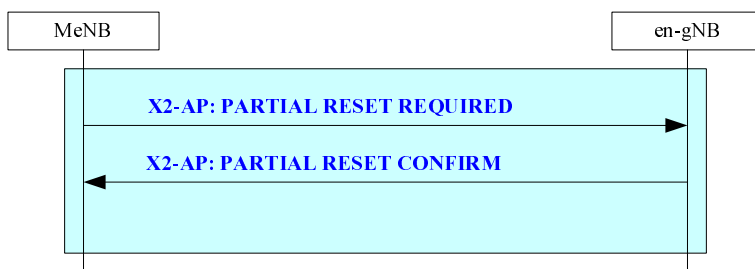 MeNB
en-gNB
X2-AP: PARTIAL RESET REQUIRED
X2-AP: PARTIAL RESET CONFIRM